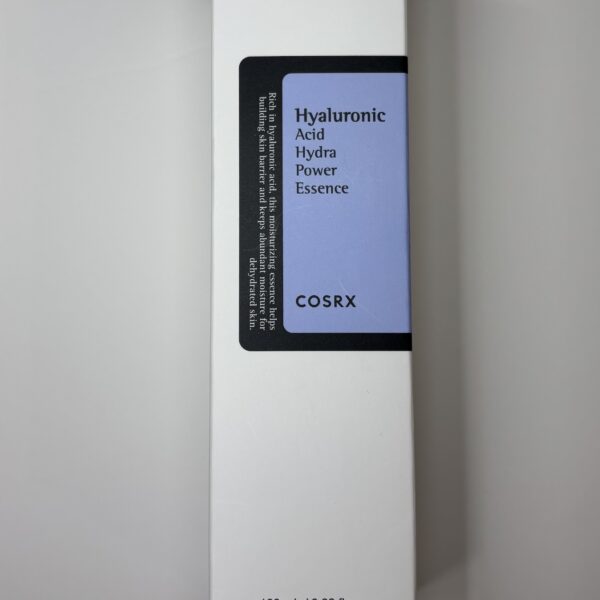 Hyaluronic
Acid
Hydra
Power
Essence
COSRX
Rich in hyaluronic acid, this moisturizing essence helps
building skin barrier and keeps abundant moisture for
dehydrated skin.